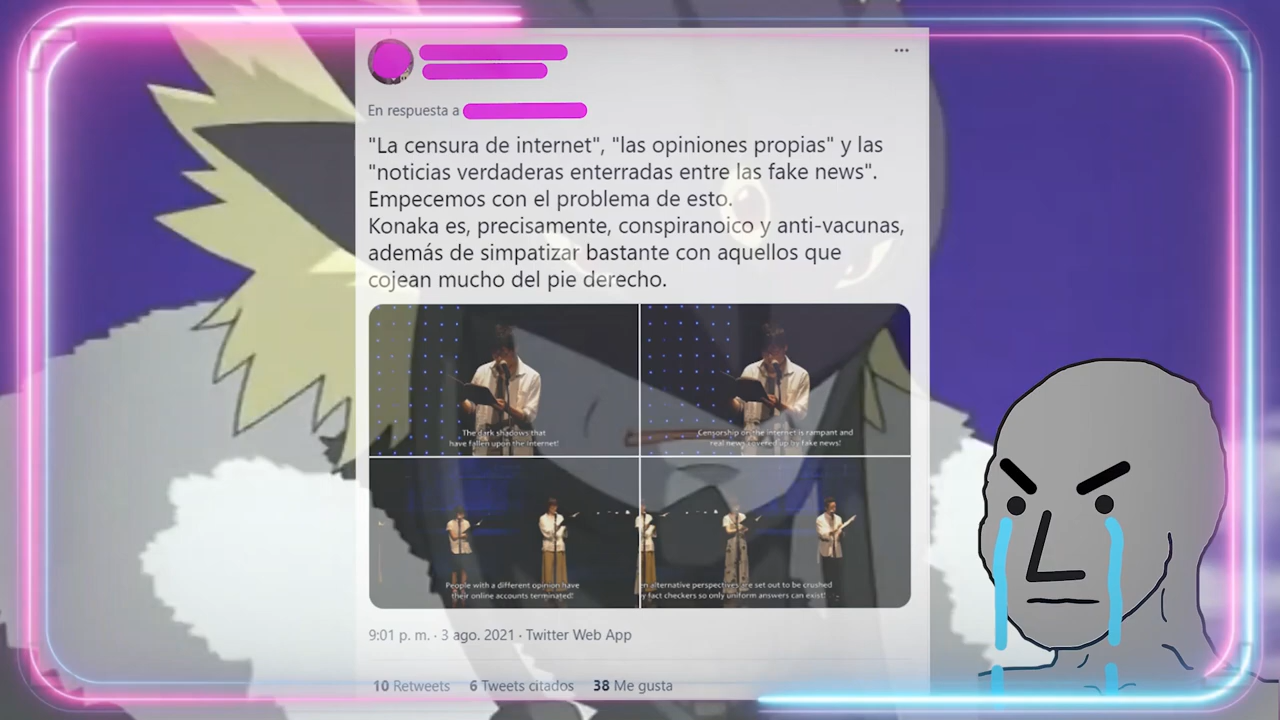 En respuesta a
"La censura de internet", "las opiniones propias" y las
"noticias verdaderas enterradas entre las fake news".
Empecemos con el problema de esto.
Konaka es, precisamente, conspiranoico y anti-vacunas,
además de simpatizar bastante con aquellos que
cojean mucho del pie derecho.
The dark shadows that
have fallen upon the internet!
Censorship on the internet is rampant and
real news covered up by fake news!
People with a different opinion have
their online accounts terminated!
en alternative perspectives are set out to be crushed
y fact checkers so only uniform answers can exist!
9:01 p. m. · 3 ago. 2021 · Twitter Web App
10 Retweets 6 Tweets citados 38 Me gusta